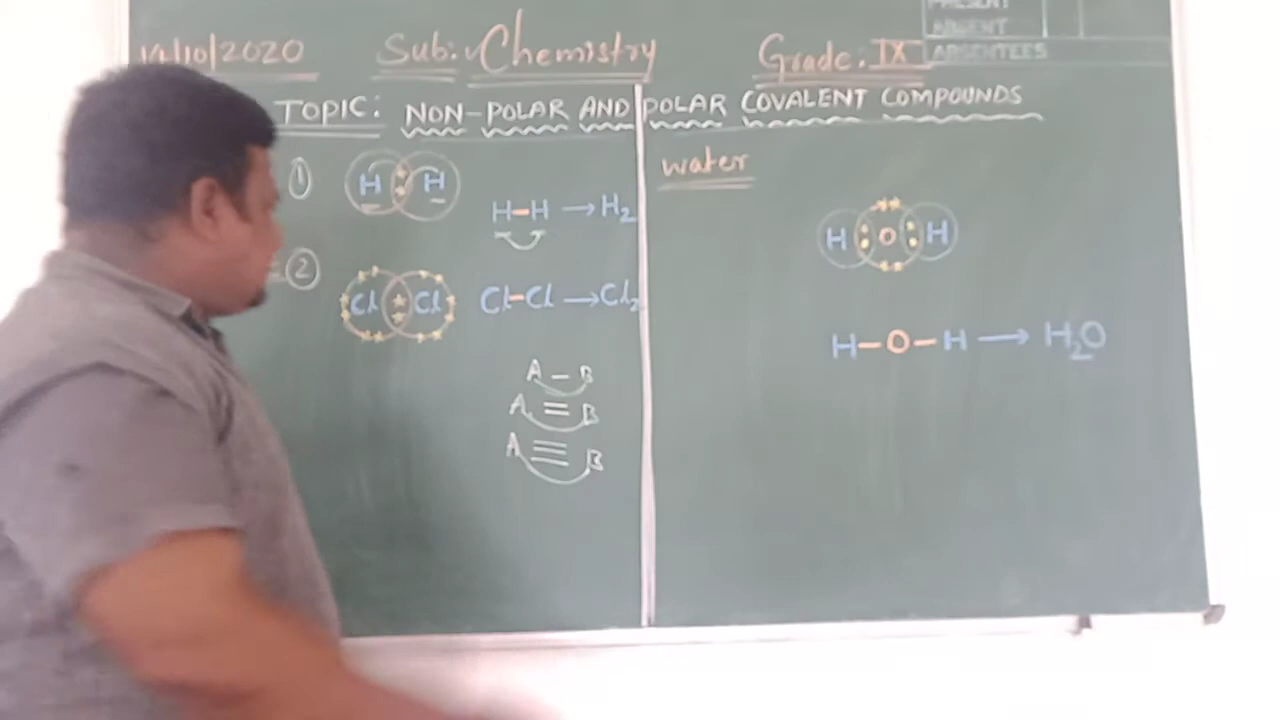 PRESENT
ABSENT
ABSENTEES
14/10/2020 Sub: Chemistry Grade: IX
TOPIC: NON-POLAR AND POLAR COVALENT COMPOUNDS
① H H
H-H → H₂
② Cl Cl
Cl-Cl → Cl₂
A - B
A = B
A ≡ B
water
H O H
H-O-H → H₂O